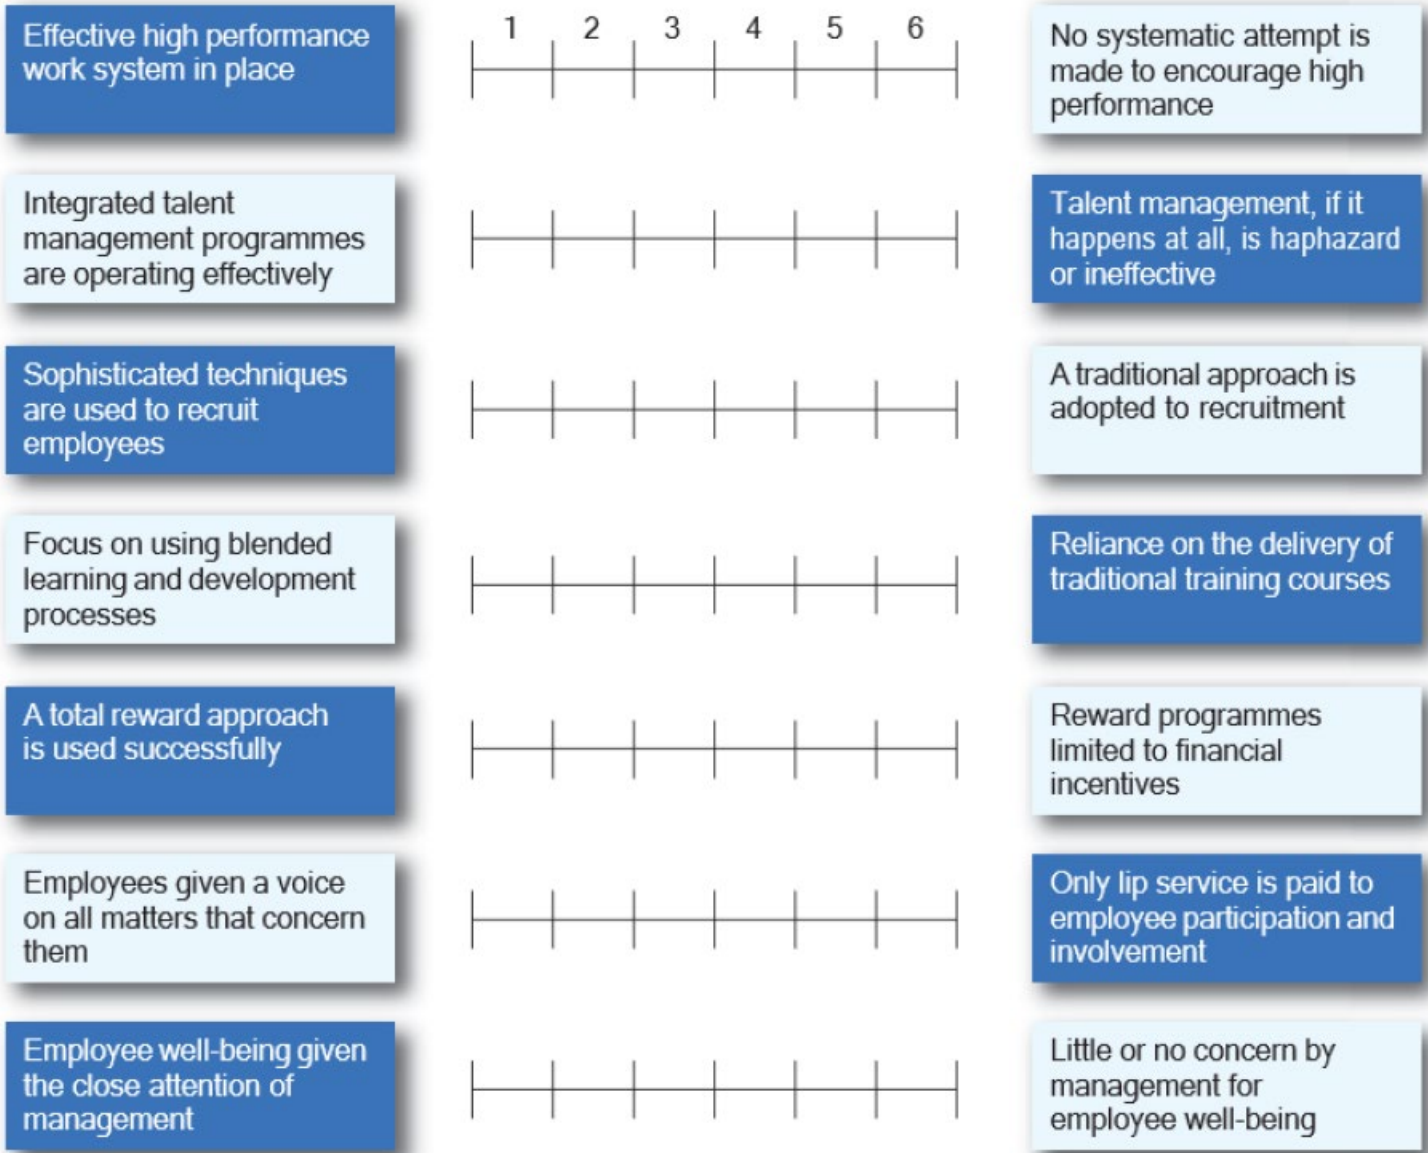 Effective high performance
work system in place
1 2 3 4 5 6
No systematic attempt is
made to encourage high
performance
Integrated talent
management programmes
are operating effectively
Talent management, if it
happens at all, is haphazard
or ineffective
Sophisticated techniques
are used to recruit
employees
A traditional approach is
adopted to recruitment
Focus on using blended
learning and development
processes
Reliance on the delivery of
traditional training courses
A total reward approach
is used successfully
Reward programmes
limited to financial
incentives
Employees given a voice
on all matters that concern
them
Only lip service is paid to
employee participation and
involvement
Employee well-being given
the close attention of
management
Little or no concern by
management for
employee well-being